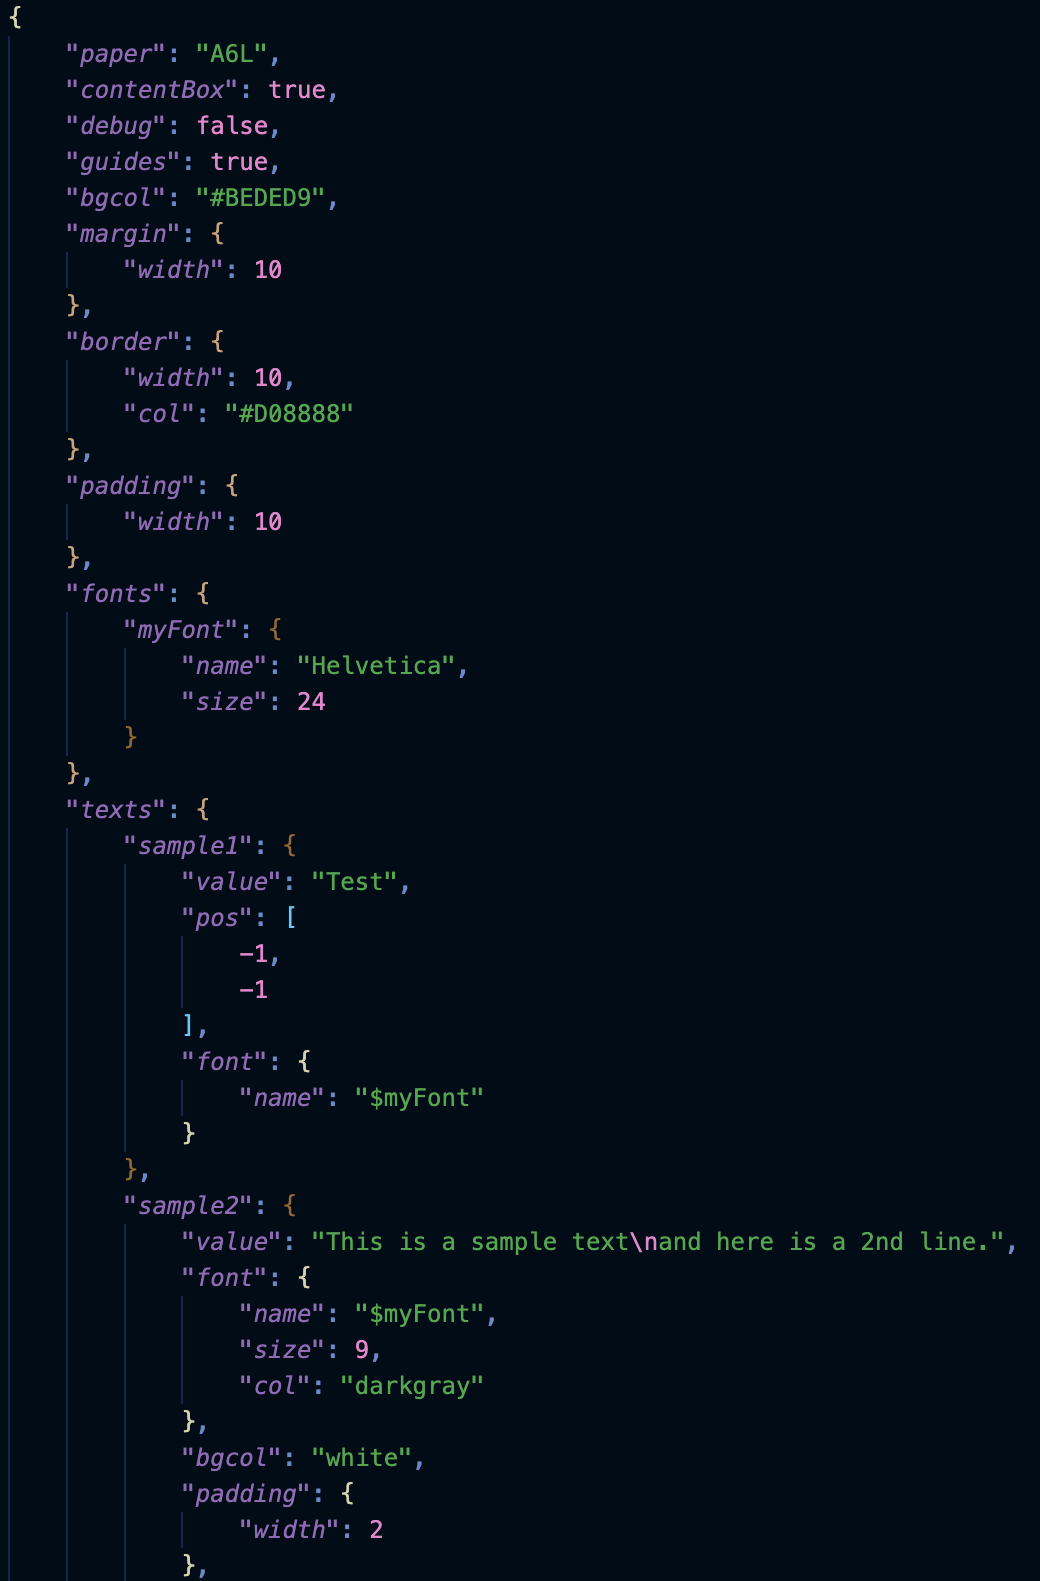 {
    "paper": "A6L",
    "contentBox": true,
    "debug": false,
    "guides": true,
    "bgcol": "#BEDED9",
    "margin": {
        "width": 10
    },
    "border": {
        "width": 10,
        "col": "#D08888"
    },
    "padding": {
        "width": 10
    },
    "fonts": {
        "myFont": {
            "name": "Helvetica",
            "size": 24
        }
    },
    "texts": {
        "sample1": {
            "value": "Test",
            "pos": [
                -1,
                -1
            ],
            "font": {
                "name": "$myFont"
            }
        },
        "sample2": {
            "value": "This is a sample text\nand here is a 2nd line.",
            "font": {
                "name": "$myFont",
                "size": 9,
                "col": "darkgray"
            },
            "bgcol": "white",
            "padding": {
                "width": 2
            },